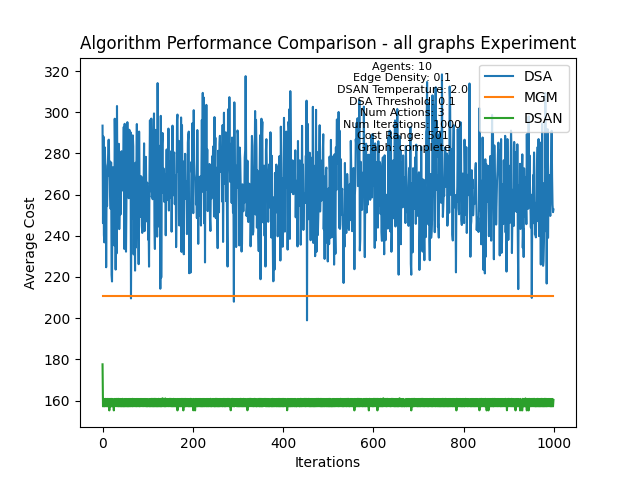 Algorithm Performance Comparison - all graphs Experiment
Agents: 10
Edge Density: 0.1
DSAN Temperature: 2.0
DSA Threshold: 0.1
Num Actions: 3
Num Iterations: 1000
Cost Range: 501
Graph: complete
DSA
MGM
DSAN
320
300
280
260
240
220
200
180
160
Average Cost
0
200
400
600
800
1000
Iterations